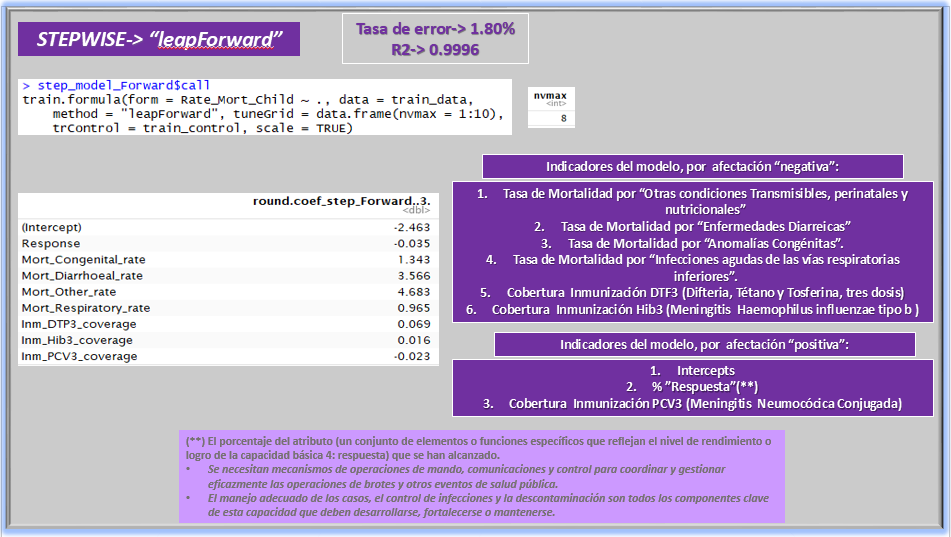 STEPWISE-> “leapForward”
Tasa de error-> 1.80%
R2-> 0.9996
> step_model_Forward$call
train.formula(form = Rate_Mort_Child ~ ., data = train_data,
method = "leapForward", tuneGrid = data.frame(nvmax = 1:10),
trControl = train_control, scale = TRUE)
nvmax
<int>
8
round.coef_step_Forward..3.
<dbl>
(Intercept) -2.463
Response -0.035
Mort_Congenital_rate 1.343
Mort_Diarrhoeal_rate 3.566
Mort_Other_rate 4.683
Mort_Respiratory_rate 0.965
Inm_DTP3_coverage 0.069
Inm_Hib3_coverage 0.016
Inm_PCV3_coverage -0.023
Indicadores del modelo, por afectación “negativa”:
1. Tasa de Mortalidad por “Otras condiciones Transmisibles, perinatales y
nutricionales”
2. Tasa de Mortalidad por “Enfermedades Diarreicas”
3. Tasa de Mortalidad por “Anomalías Congénitas”.
4. Tasa de Mortalidad por “Infecciones agudas de las vías respiratorias
inferiores”.
5. Cobertura Inmunización DTF3 (Difteria, Tétano y Tosferina, tres dosis)
6. Cobertura Inmunización Hib3 (Meningitis Haemophilus influenzae tipo b )
Indicadores del modelo, por afectación “positiva”:
1. Intercepts
2. % ”Respuesta”(**)
3. Cobertura Inmunización PCV3 (Meningitis Neumocócica Conjugada)
(**) El porcentaje del atributo (un conjunto de elementos o funciones específicos que reflejan el nivel de rendimiento o
logro de la capacidad básica 4: respuesta) que se han alcanzado.
• Se necesitan mecanismos de operaciones de mando, comunicaciones y control para coordinar y gestionar
eficazmente las operaciones de brotes y otros eventos de salud pública.
• El manejo adecuado de los casos, el control de infecciones y la descontaminación son todos los componentes clave
de esta capacidad que deben desarrollarse, fortalecerse o mantenerse.